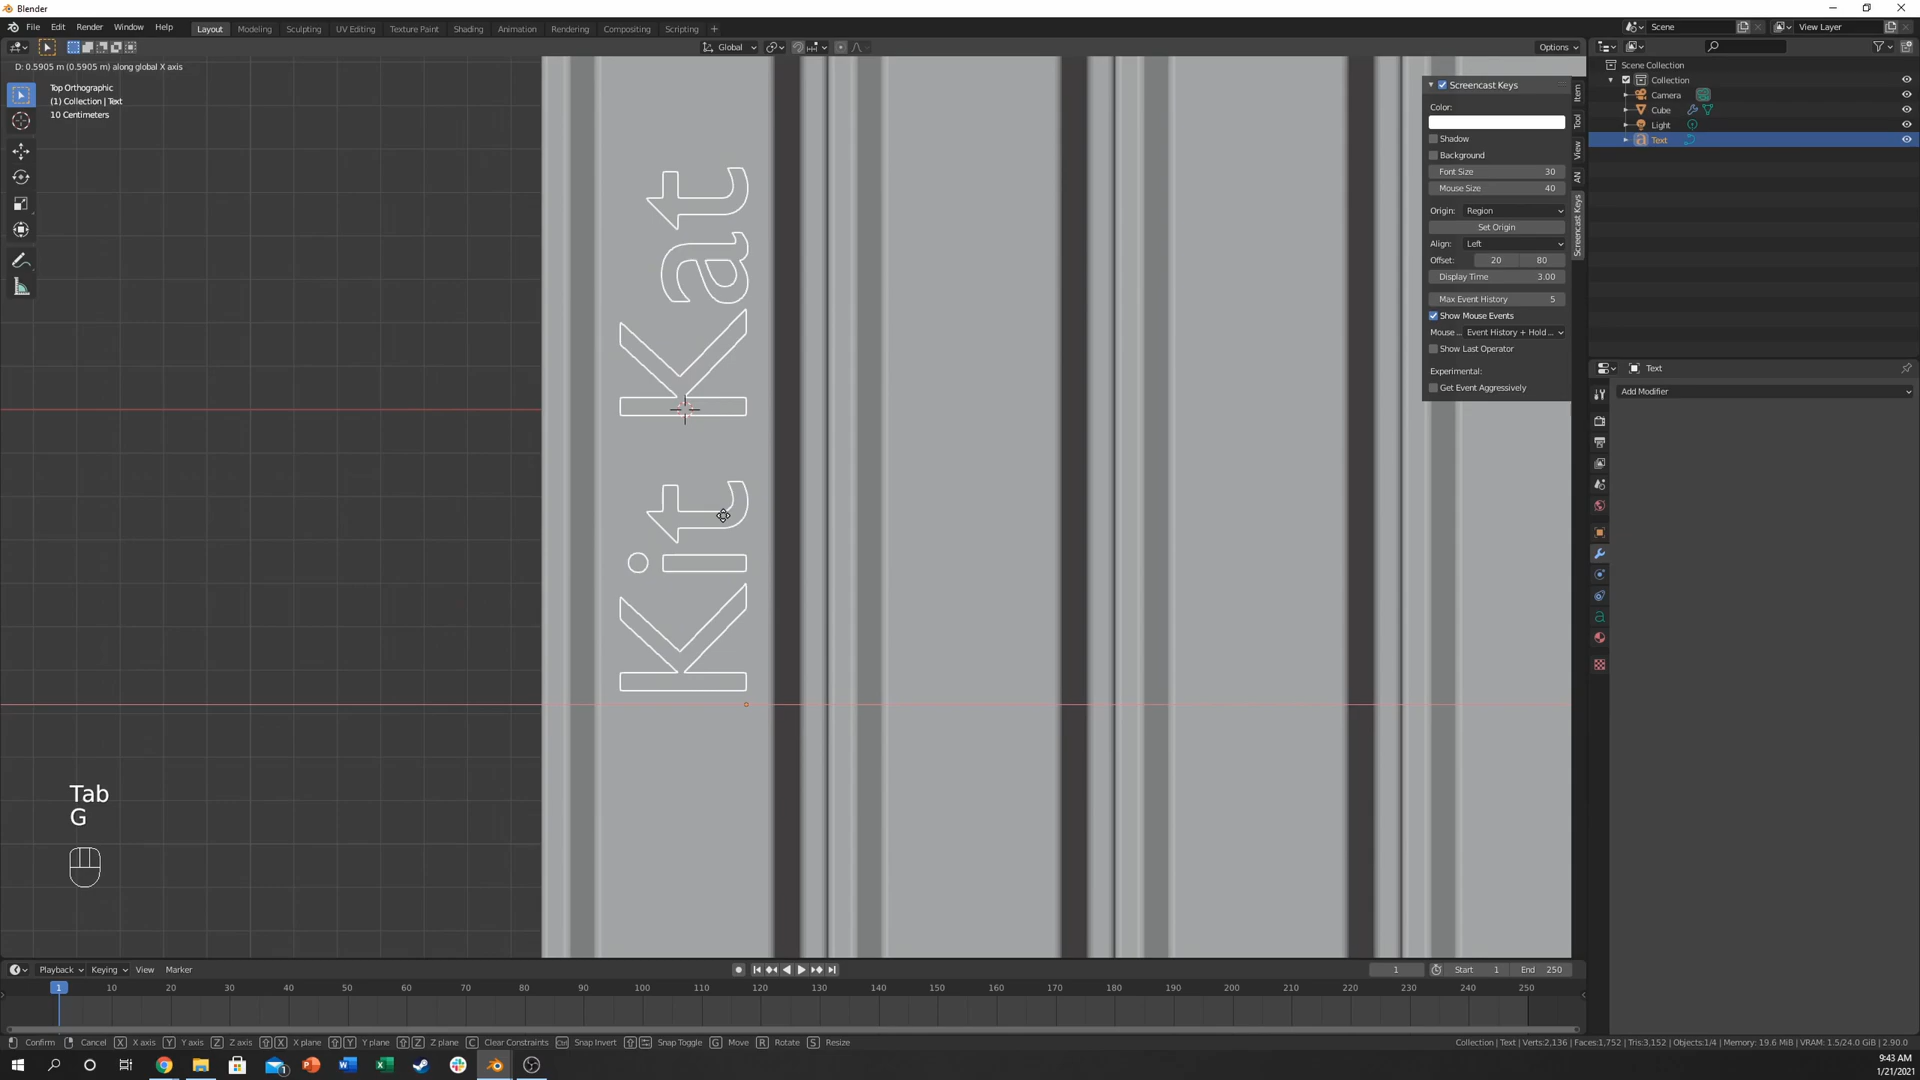 Blender
File Edit Render Window Help
Layout Modeling Sculpting UV Editing Texture Paint Shading Animation Rendering Compositing Scripting +
Scene
View Layer
Global
Options
D: 0.5905 m (0.5905 m) along global X axis
Top Orthographic
(1) Collection | Text
10 Centimeters
Kit Kat
Screencast Keys
Color:
Shadow
Background
Font Size 30
Mouse Size 40
Origin: Region
Set Origin
Align: Left
Offset: 20 80
Display Time 3.00
Max Event History 5
Show Mouse Events
Mouse ... Event History + Hold ...
Show Last Operator
Experimental:
Get Event Aggressively
Item
Tool
View
AN
Screencast Keys
Scene Collection
Collection
Camera
Cube
Light
Text
Text
Add Modifier
Tab
G
Playback Keying View Marker
1
Start 1 End 250
1 10 20 30 40 50 60 70 80 90 100 110 120 130 140 150 160 170 180 190 200 210 220 230 240 250
Confirm Cancel X X axis Y Y axis Z Z axis X X plane Y Y plane Z Z plane C Clear Constraints Ctrl Snap Invert Snap Toggle G Move R Rotate S Resize
Collection | Text | Verts:2,136 | Faces:1,752 | Tris:3,152 | Objects:1/4 | Memory: 19.6 MiB | VRAM: 1.5/24.0 GiB | 2.90.0
9:43 AM
1/21/2021